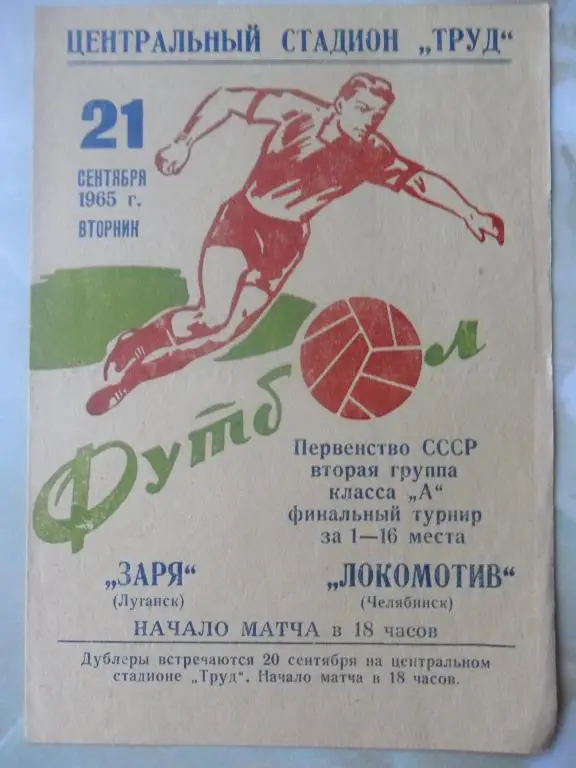 ЦЕНТРАЛЬНЫЙ СТАДИОН „ТРУД“
21
СЕНТЯБРЯ
1965 г.
ВТОРНИК
Футбол
Первенство СССР
вторая группа
класса „А“
финальный турнир
за 1—16 места
„ЗАРЯ“ „ЛОКОМОТИВ“
(Луганск) (Челябинск)
НАЧАЛО МАТЧА в 18 часов
Дублеры встречаются 20 сентября на центральном
стадионе „Труд“. Начало матча в 18 часов.